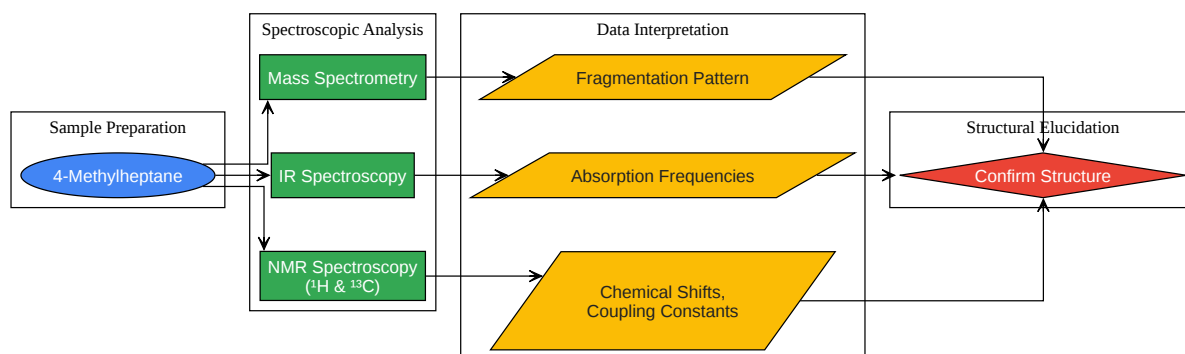 Sample Preparation
4-Methylheptane
Spectroscopic Analysis
Mass Spectrometry
IR Spectroscopy
NMR Spectroscopy
(¹H & ¹³C)
Data Interpretation
Fragmentation Pattern
Absorption Frequencies
Chemical Shifts,
Coupling Constants
Structural Elucidation
Confirm Structure